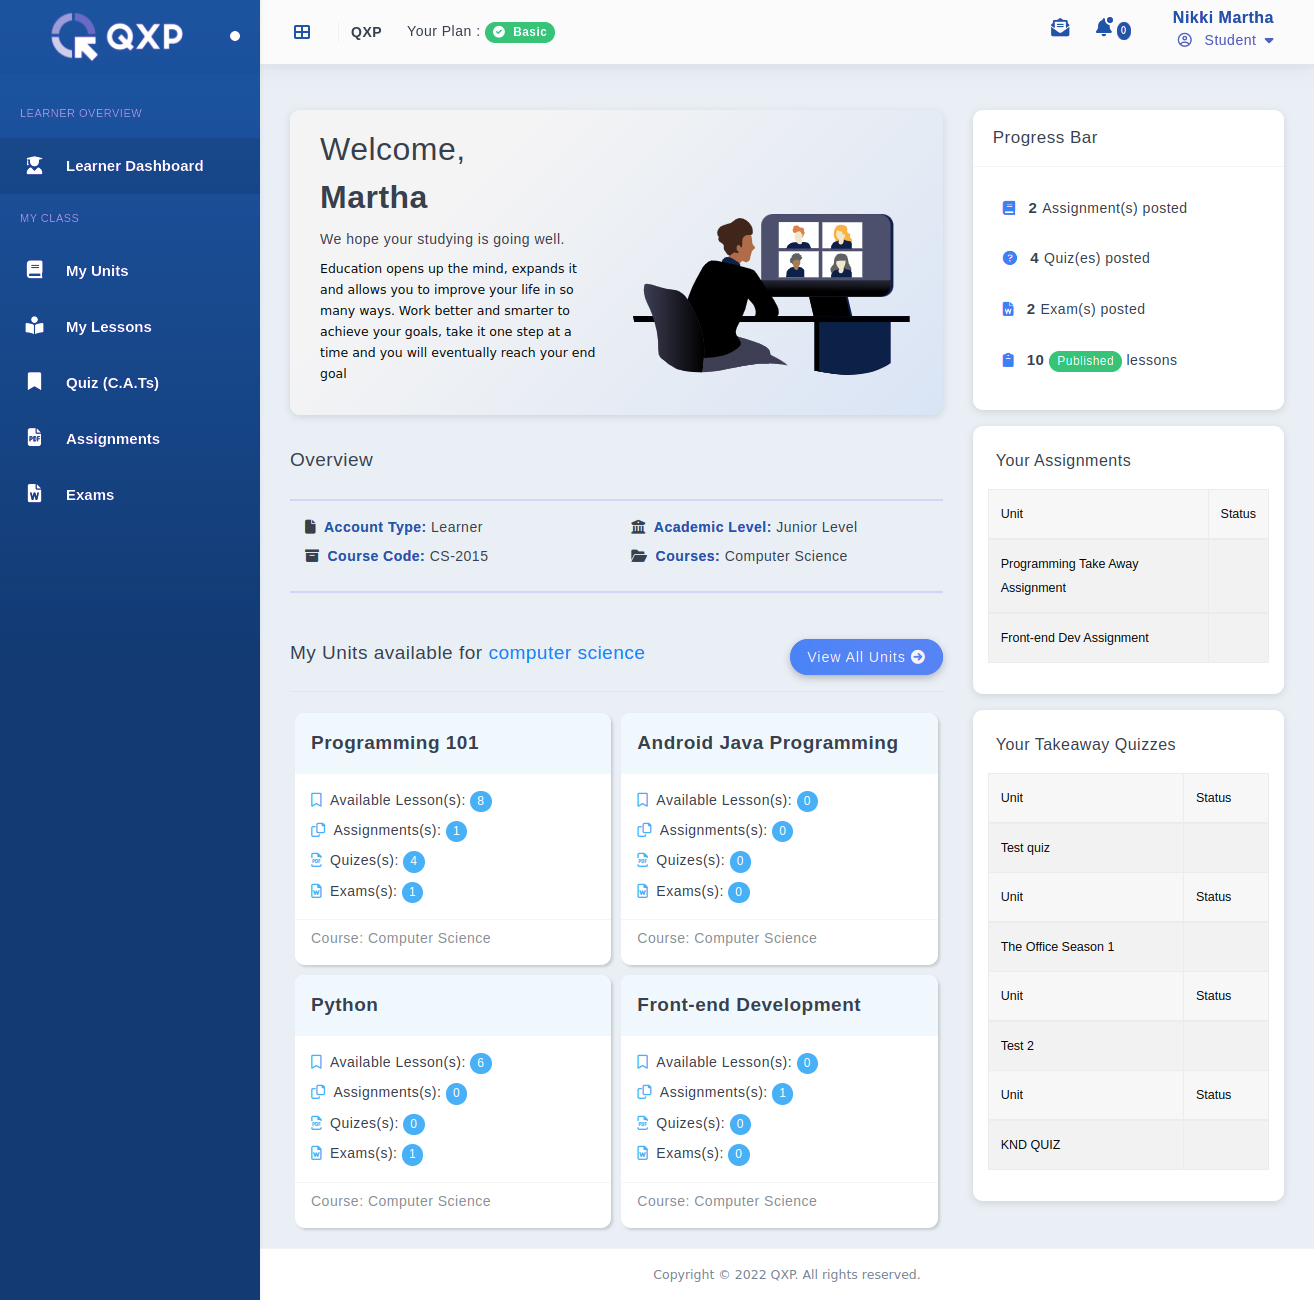 QXP
LEARNER OVERVIEW
Learner Dashboard
MY CLASS
My Units
My Lessons
Quiz (C.A.Ts)
Assignments
Exams
QXP
Your Plan : Basic
0
Nikki Martha
Student
Welcome,
Martha
We hope your studying is going well.
Education opens up the mind, expands it
and allows you to improve your life in so
many ways. Work better and smarter to
achieve your goals, take it one step at a
time and you will eventually reach your end
goal
Overview
Account Type: Learner
Academic Level: Junior Level
Course Code: CS-2015
Courses: Computer Science
My Units available for computer science
View All Units
Programming 101
Available Lesson(s): 8
Assignments(s): 1
Quizes(s): 4
Exams(s): 1
Course: Computer Science
Android Java Programming
Available Lesson(s): 0
Assignments(s): 0
Quizes(s): 0
Exams(s): 0
Course: Computer Science
Python
Available Lesson(s): 6
Assignments(s): 0
Quizes(s): 0
Exams(s): 1
Course: Computer Science
Front-end Development
Available Lesson(s): 0
Assignments(s): 1
Quizes(s): 0
Exams(s): 0
Course: Computer Science
Progress Bar
2 Assignment(s) posted
4 Quiz(es) posted
2 Exam(s) posted
10 Published lessons
Your Assignments
Unit Status
Programming Take Away
Assignment
Front-end Dev Assignment
Your Takeaway Quizzes
Unit Status
Test quiz
Unit Status
The Office Season 1
Unit Status
Test 2
Unit Status
KND QUIZ
Copyright © 2022 QXP. All rights reserved.